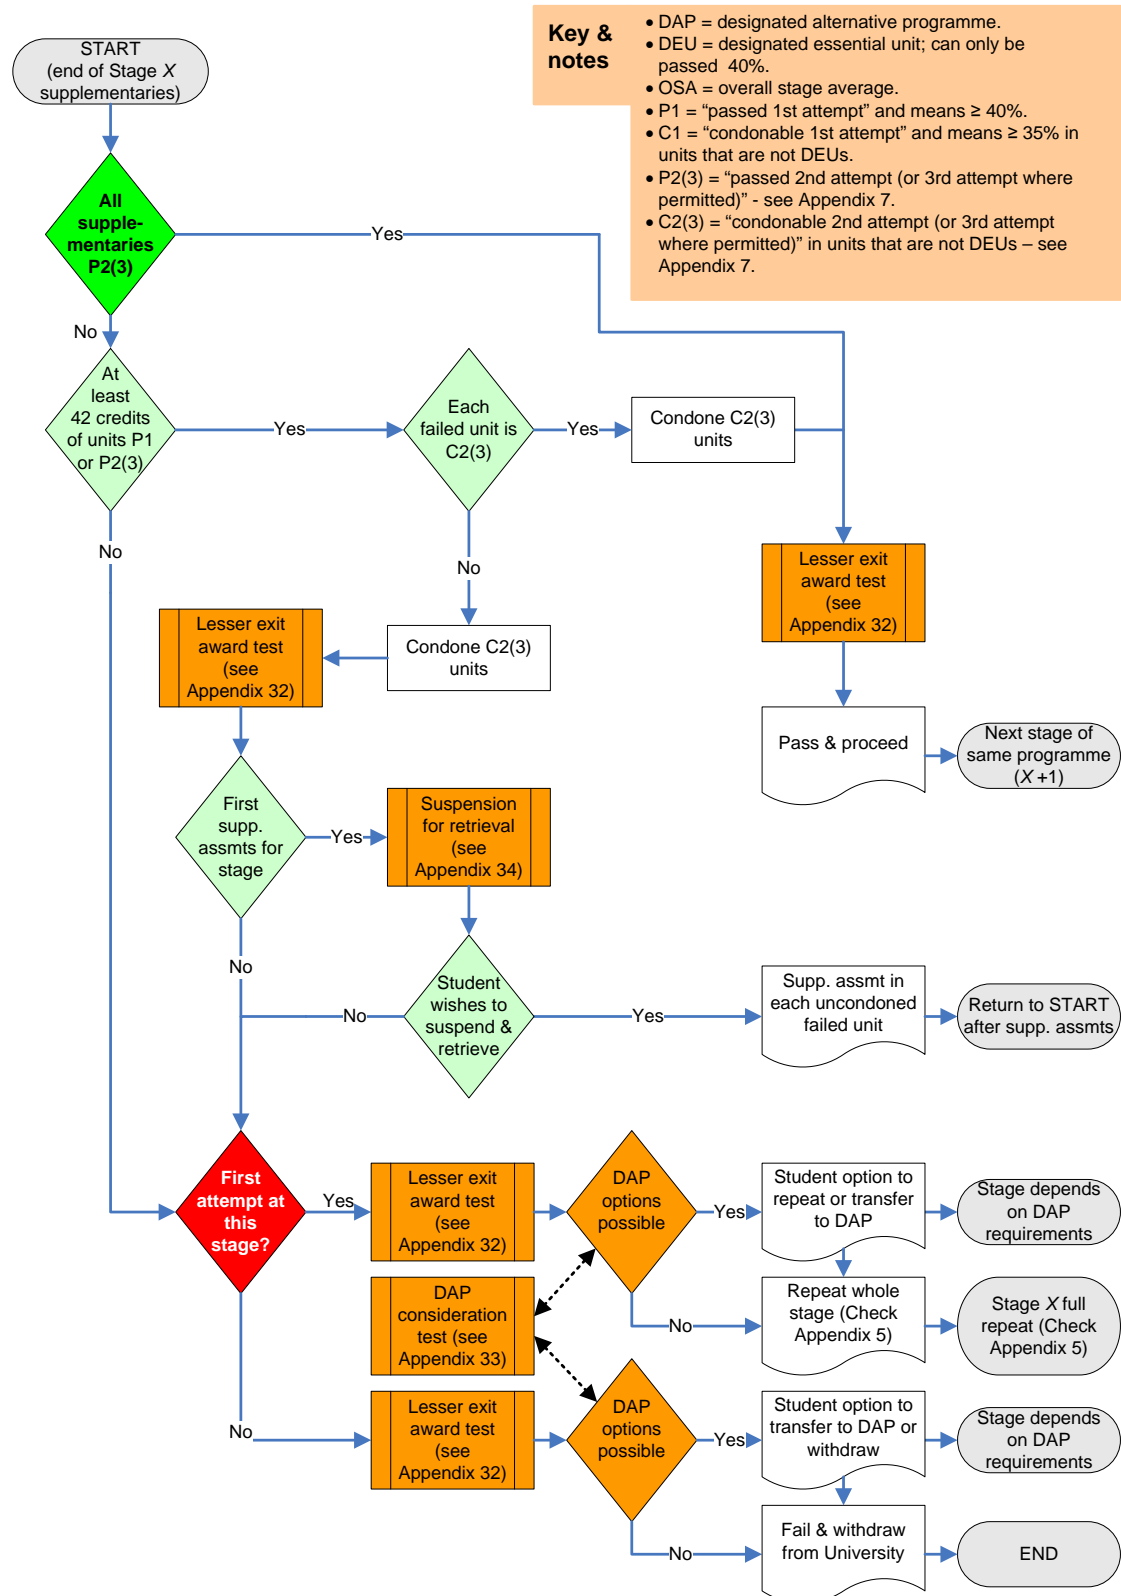 START
(end of Stage X
supplementaries)
Key &
notes
• DAP = designated alternative programme.
• DEU = designated essential unit; can only be
passed  40%.
• OSA = overall stage average.
• P1 = “passed 1st attempt” and means ≥ 40%.
• C1 = “condonable 1st attempt” and means ≥ 35% in
units that are not DEUs.
• P2(3) = “passed 2nd attempt (or 3rd attempt where
permitted)” - see Appendix 7.
• C2(3) = “condonable 2nd attempt (or 3rd attempt
where permitted)” in units that are not DEUs – see
Appendix 7.
All
supple-
mentaries
P2(3)
Yes
No
At
least
42 credits
of units P1
or P2(3)
Yes
Each
failed unit is
C2(3)
Yes
Condone C2(3)
units
No
No
Lesser exit
award test
(see
Appendix 32)
Condone C2(3)
units
Lesser exit
award test
(see
Appendix 32)
Pass & proceed
Next stage of
same programme
(X +1)
First
supp.
assmts for
stage
Yes
Suspension
for retrieval
(see
Appendix 34)
No
Student
wishes to
suspend &
retrieve
No
Yes
Supp. assmt in
each uncondoned
failed unit
Return to START
after supp. assmts
First
attempt at
this
stage?
Yes
Lesser exit
award test
(see
Appendix 32)
DAP
options
possible
Yes
Student option to
repeat or transfer
to DAP
Stage depends
on DAP
requirements
DAP
consideration
test (see
Appendix 33)
No
Repeat whole
stage (Check
Appendix 5)
Stage X full
repeat (Check
Appendix 5)
No
Lesser exit
award test
(see
Appendix 32)
DAP
options
possible
Yes
Student option to
transfer to DAP or
withdraw
Stage depends
on DAP
requirements
No
Fail & withdraw
from University
END